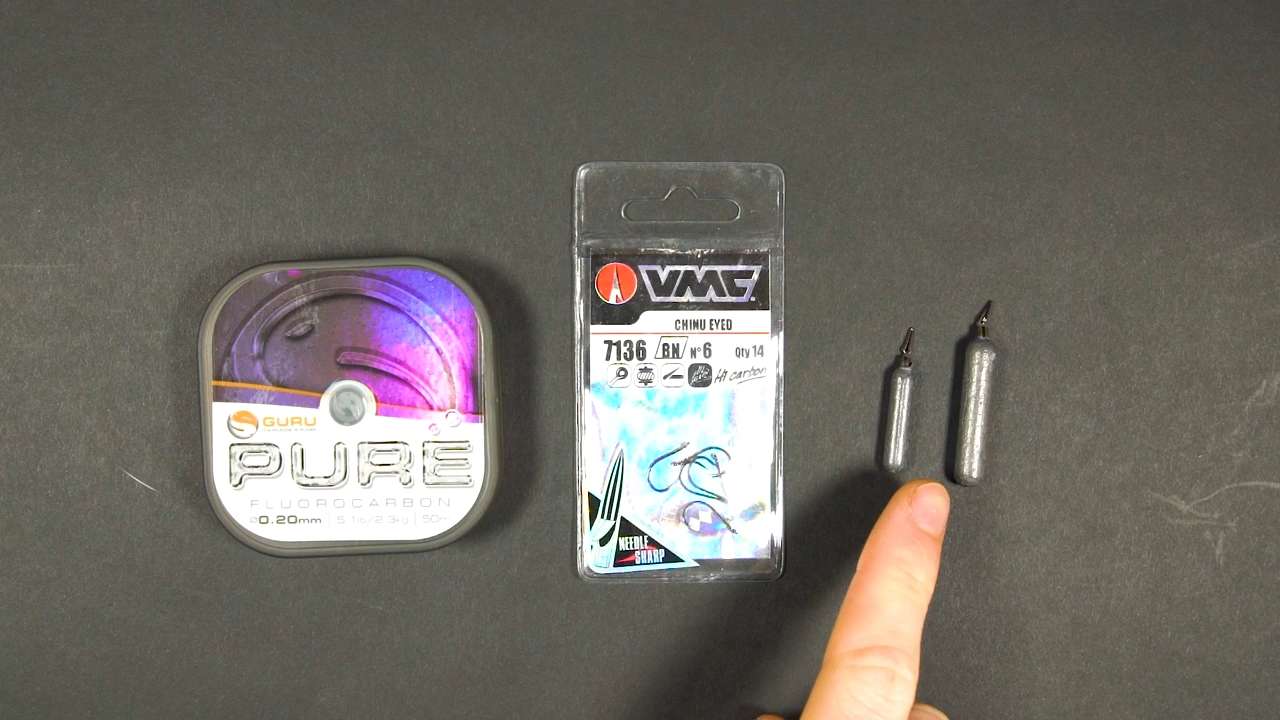 GURU
PURE
FLUOROCARBON
Ø0.20mm | 5.1lb/2.3kg | 50m
VMC
CHINU EYED
7136 BN N°6 Qty 14
Hi carbon
NEEDLE
SHARP